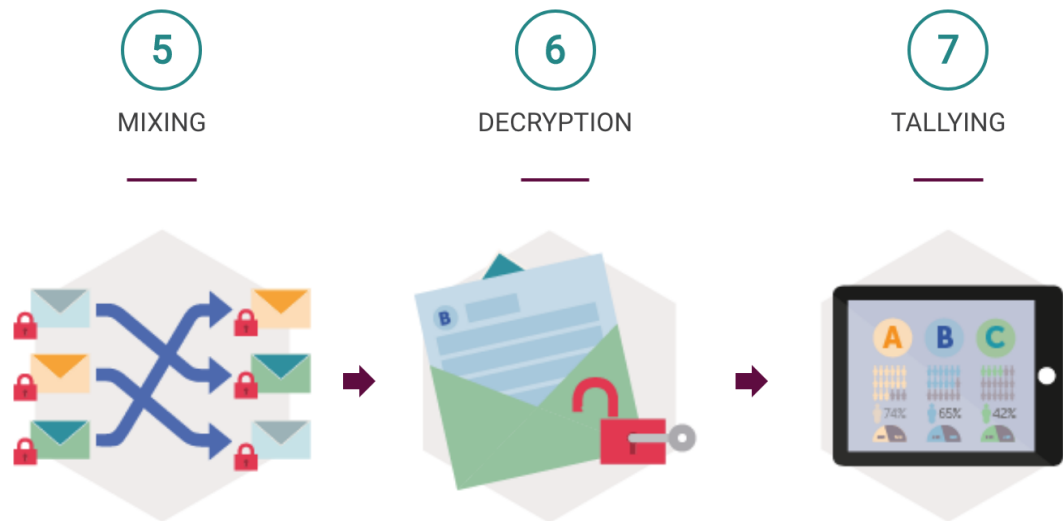 5
MIXING
6
DECRYPTION
B
7
TALLYING
A B C
74% 65% 42%